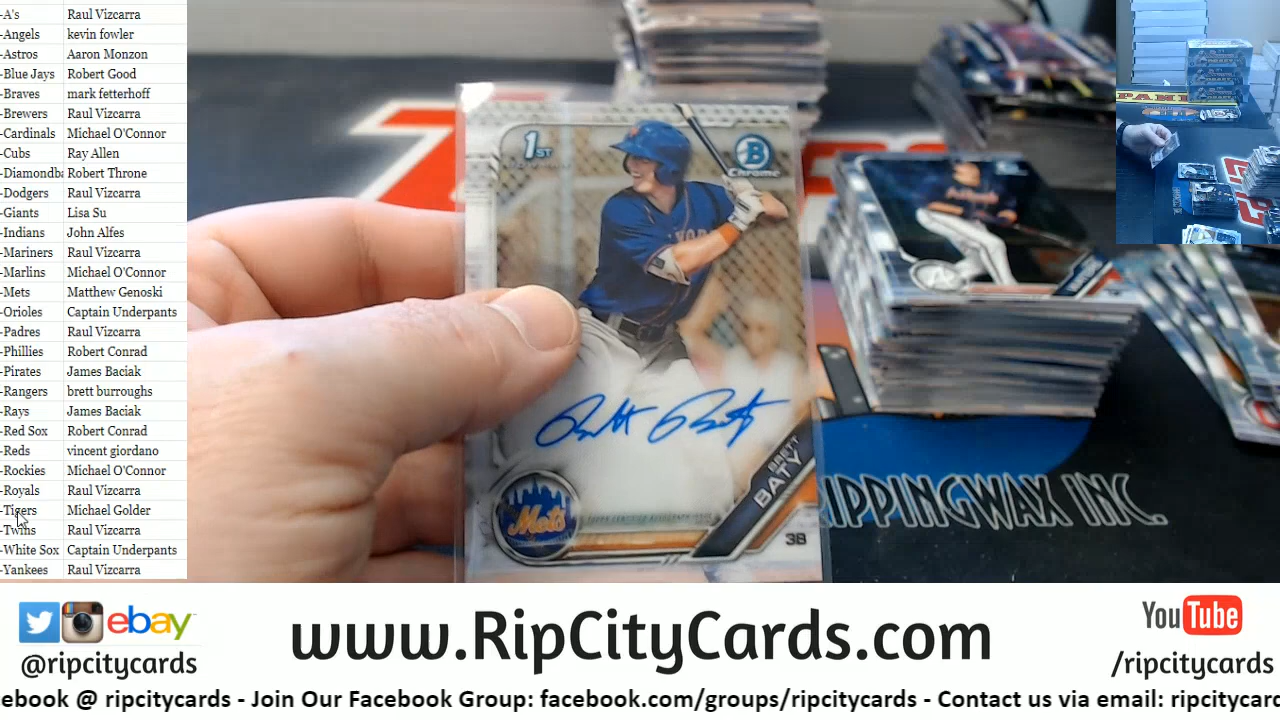 -A's Raul Vizcarra
-Angels kevin fowler
-Astros Aaron Monzon
-Blue Jays Robert Good
-Braves mark fetterhoff
-Brewers Raul Vizcarra
-Cardinals Michael O'Connor
-Cubs Ray Allen
-Diamondba Robert Throne
-Dodgers Raul Vizcarra
-Giants Lisa Su
-Indians John Alfes
-Mariners Raul Vizcarra
-Marlins Michael O'Connor
-Mets Matthew Genoski
-Orioles Captain Underpants
-Padres Raul Vizcarra
-Phillies Robert Conrad
-Pirates James Baciak
-Rangers brett burroughs
-Rays James Baciak
-Red Sox Robert Conrad
-Reds vincent giordano
-Rockies Michael O'Connor
-Royals Raul Vizcarra
-Tigers Michael Golder
-Twins Raul Vizcarra
-White Sox Captain Underpants
-Yankees Raul Vizcarra
1ST
B
Chrome
Brett Baty
BRETT
BATY
Mets
3B
RIPPINGWAX INC.
PANI
ebay
@ripcitycards
www.RipCityCards.com
YouTube
/ripcitycards
cebook @ ripcitycards - Join Our Facebook Group: facebook.com/groups/ripcitycards - Contact us via email: ripcitycard